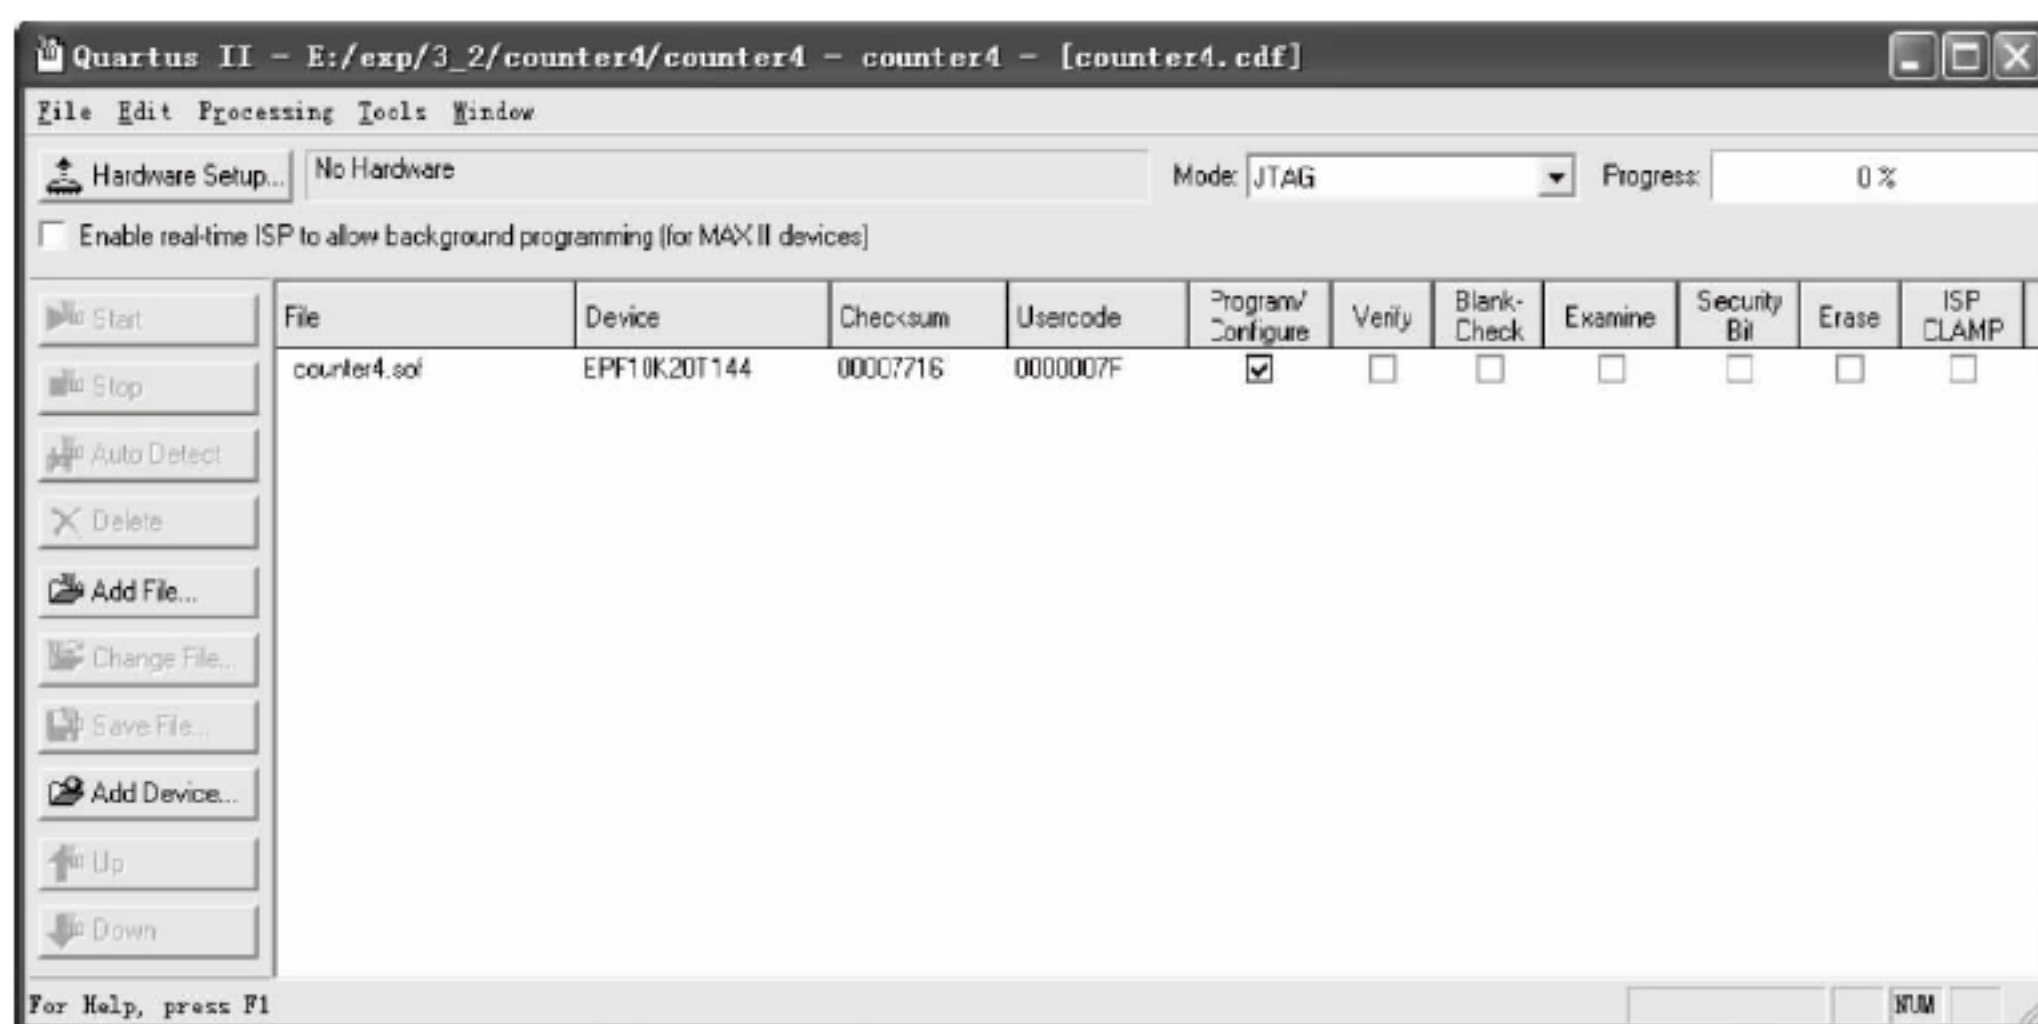 Quartus II - E:/exp/3_2/counter4/counter4 - counter4 - [counter4.cdf]
File Edit Processing Tools Window
Hardware Setup... No Hardware Mode: JTAG Progress: 0 %
Enable real-time ISP to allow background programming (for MAX II devices)
Start
Stop
Auto Detect
Delete
Add File...
Change File...
Save File...
Add Device...
Up
Down
File Device Checksum Usercode Program/ Configure Verify Blank- Check Examine Security Bit Erase ISP CLAMP
counter4.sof EPF10K20T144 00007716 0000007F
For Help, press F1 NUM